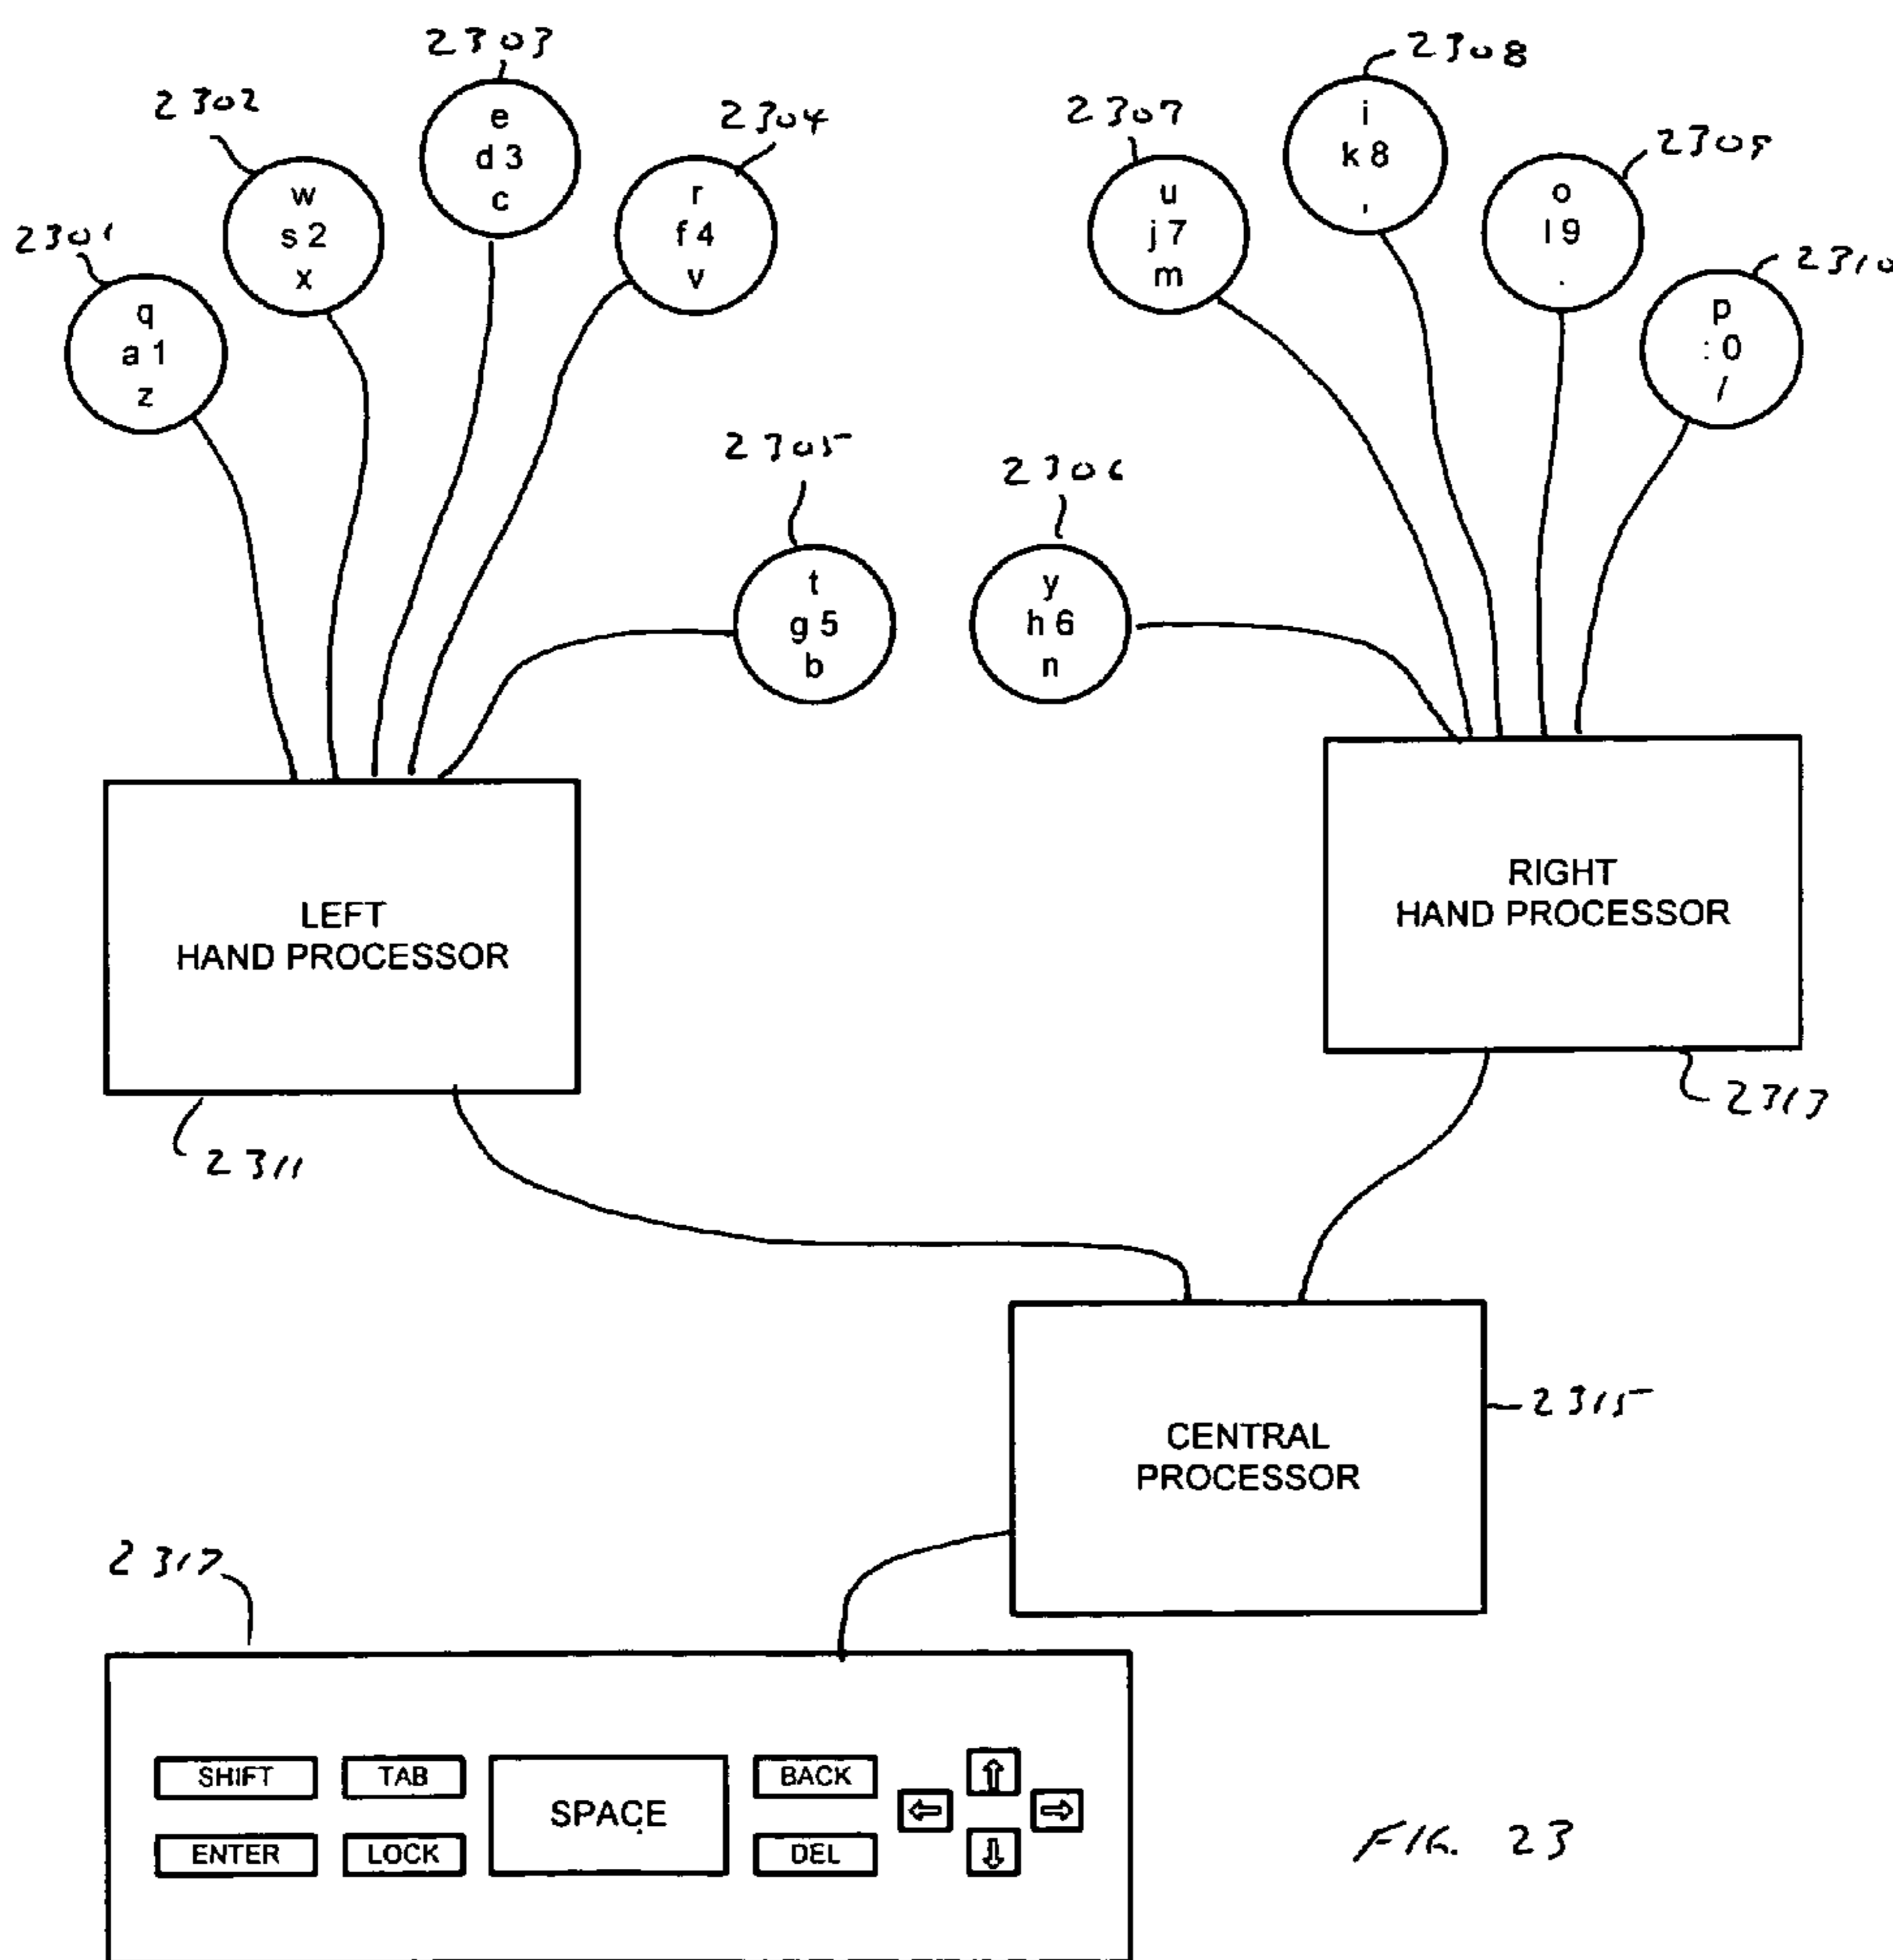 2303
2308
2302
2304
2307
2309
2301
2310
e
d 3
c
i
k 8
,
w
s 2
x
r
f 4
v
u
j 7
m
o
l 9
.
q
a 1
z
p
: 0
/
2305
2306
t
g 5
b
y
h 6
n
LEFT
HAND PROCESSOR
RIGHT
HAND PROCESSOR
2311
2313
CENTRAL
PROCESSOR
2315
2317
SHIFT
TAB
SPACE
BACK
⇧
⇦
⇨
ENTER
LOCK
DEL
⇩
FIG. 23